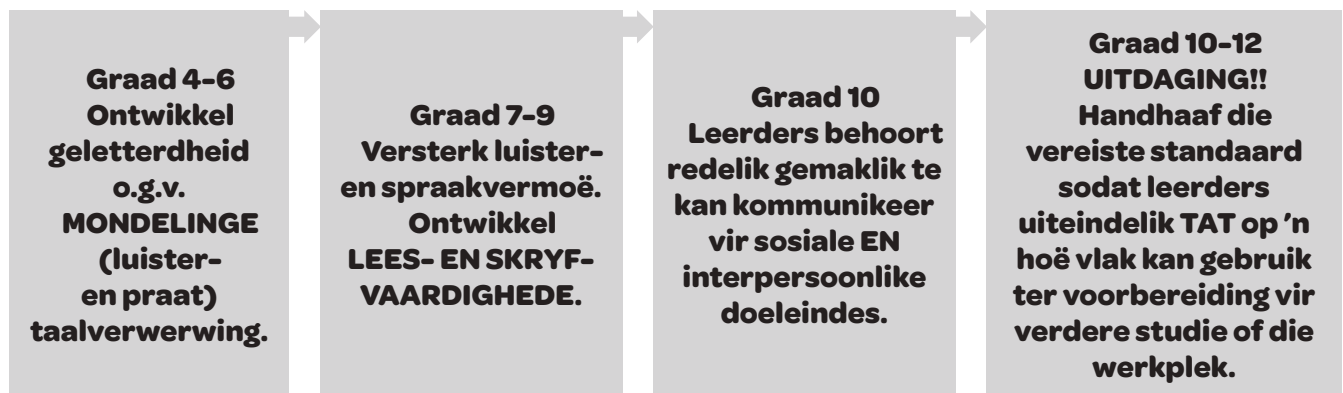 Graad 4-6
Ontwikkel
geletterdheid
o.g.v.
MONDELINGE
(luister-
en praat)
taalverwerwing.
Graad 7-9
Versterk luister-
en spraakvermoë.
Ontwikkel
LEES- EN SKRYF-
VAARDIGHEDE.
Graad 10
Leerders behoort
redelik gemaklik te
kan kommunikeer
vir sosiale EN
interpersoonlike
doeleindes.
Graad 10-12
UITDAGING!!
Handhaaf die
vereiste standaard
sodat leerders
uiteindelik TAT op ’n
hoë vlak kan gebruik
ter voorbereiding vir
verdere studie of die
werkplek.